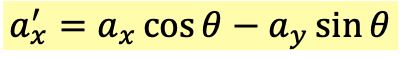 a′ₓ = aₓ cos θ − a_y sin θ